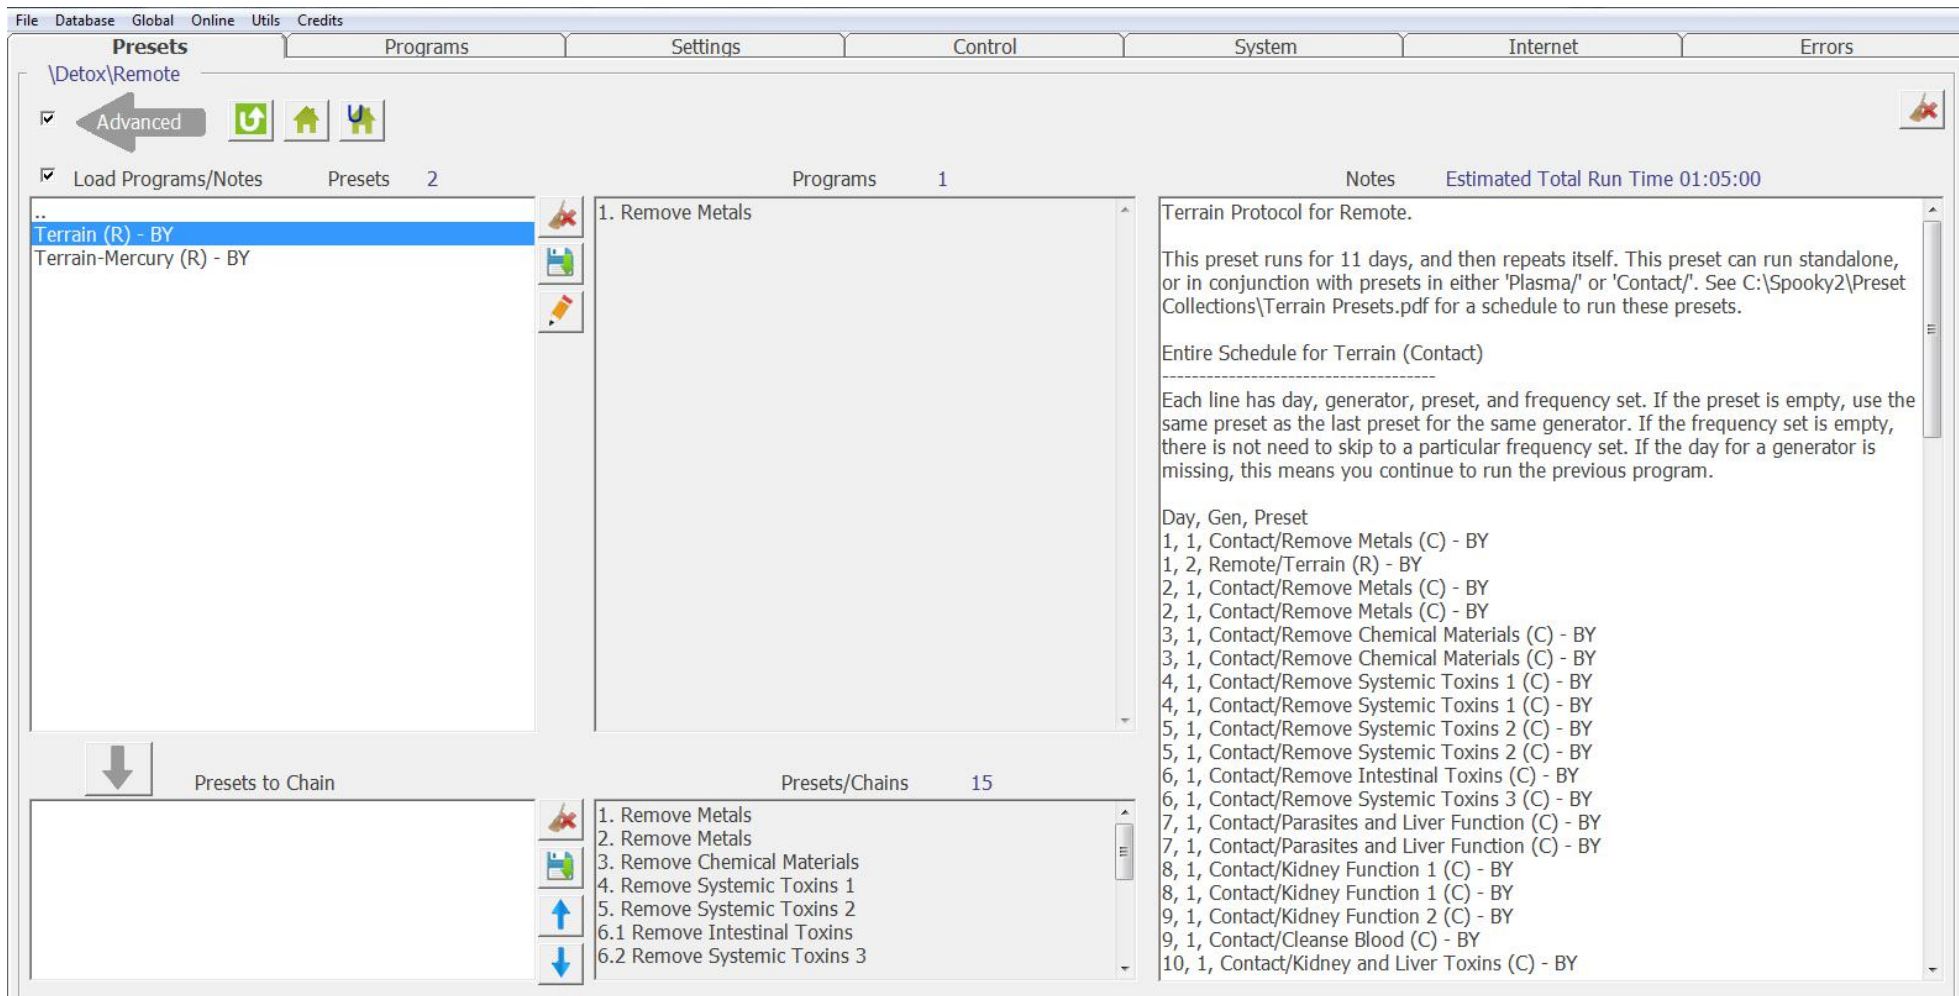 File Database Global Online Utils Credits
Presets Programs Settings Control System Internet Errors
\Detox\Remote
Advanced
Load Programs/Notes Presets 2
..
Terrain (R) - BY
Terrain-Mercury (R) - BY
Programs 1
1. Remove Metals
Notes Estimated Total Run Time 01:05:00
Terrain Protocol for Remote.
This preset runs for 11 days, and then repeats itself. This preset can run standalone,
or in conjunction with presets in either 'Plasma/' or 'Contact/'. See C:\Spooky2\Preset
Collections\Terrain Presets.pdf for a schedule to run these presets.
Entire Schedule for Terrain (Contact)
-------------------------------------
Each line has day, generator, preset, and frequency set. If the preset is empty, use the
same preset as the last preset for the same generator. If the frequency set is empty,
there is not need to skip to a particular frequency set. If the day for a generator is
missing, this means you continue to run the previous program.
Day, Gen, Preset
1, 1, Contact/Remove Metals (C) - BY
1, 2, Remote/Terrain (R) - BY
2, 1, Contact/Remove Metals (C) - BY
2, 1, Contact/Remove Metals (C) - BY
3, 1, Contact/Remove Chemical Materials (C) - BY
3, 1, Contact/Remove Chemical Materials (C) - BY
4, 1, Contact/Remove Systemic Toxins 1 (C) - BY
4, 1, Contact/Remove Systemic Toxins 1 (C) - BY
5, 1, Contact/Remove Systemic Toxins 2 (C) - BY
5, 1, Contact/Remove Systemic Toxins 2 (C) - BY
6, 1, Contact/Remove Intestinal Toxins (C) - BY
6, 1, Contact/Remove Systemic Toxins 3 (C) - BY
7, 1, Contact/Parasites and Liver Function (C) - BY
7, 1, Contact/Parasites and Liver Function (C) - BY
8, 1, Contact/Kidney Function 1 (C) - BY
8, 1, Contact/Kidney Function 1 (C) - BY
9, 1, Contact/Kidney Function 2 (C) - BY
9, 1, Contact/Cleanse Blood (C) - BY
10, 1, Contact/Kidney and Liver Toxins (C) - BY
Presets to Chain
Presets/Chains 15
1. Remove Metals
2. Remove Metals
3. Remove Chemical Materials
4. Remove Systemic Toxins 1
5. Remove Systemic Toxins 2
6.1 Remove Intestinal Toxins
6.2 Remove Systemic Toxins 3